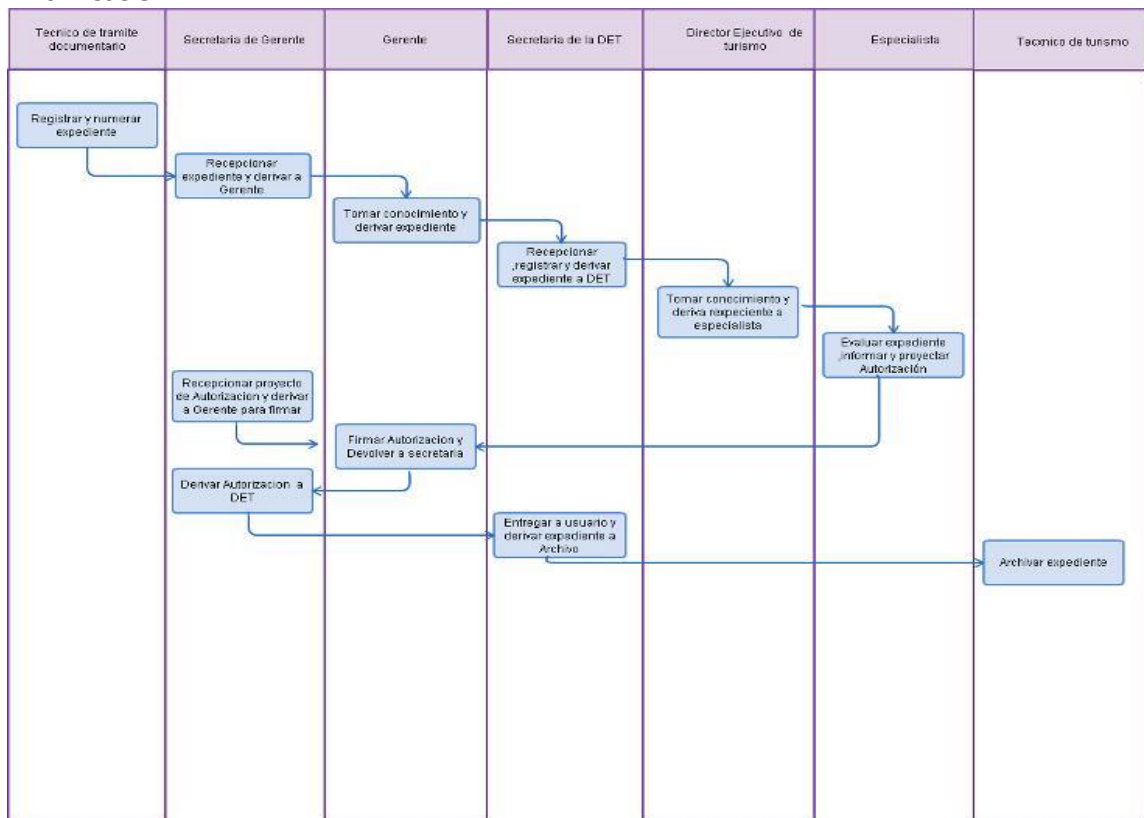 Tecnico de tramite
documentario
Secretaria de Gerente
Gerente
Secretaria de la DET
Director Ejecutivo de
turismo
Especialista
Tecxnico de turismo
Registrar y numerar
expediente
Recepcionar
expediente y derivar a
Gerente
Tomar conocimiento y
derivar expediente
Recepcionar
,registrar y derivar
expediente a DET
Tomar conocimiento y
deriva rexpeciente a
especialista
Evaluar expediente
,informar y proyectar
Autorización
Recepcionar proyecto
de Autorizacion y derivar
a Gerente para firmar
Firmar Autorizacion y
Devolver a secretaria
Derivar Autorizacion a
DET
Entregar a usuario y
derivar expediente a
Archivo
Archivar expediente